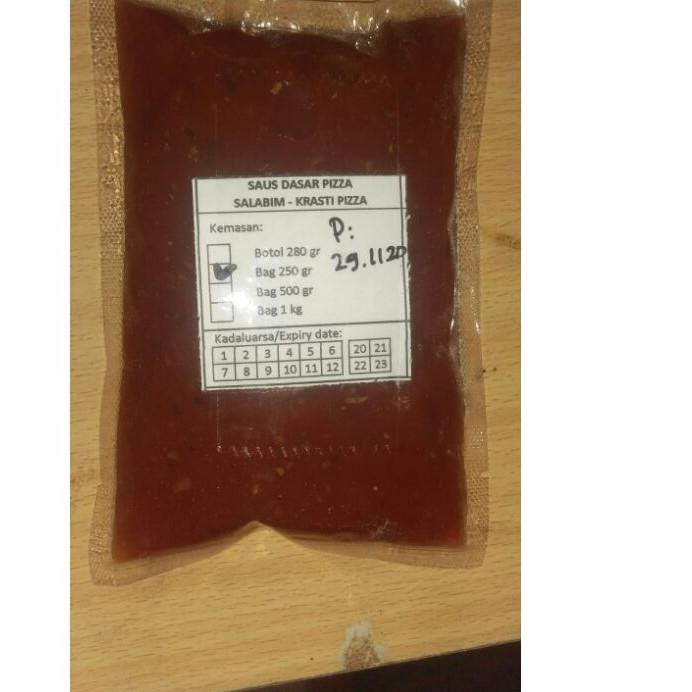 SAUS DASAR PIZZA
SALABIM - KRASTI PIZZA
Kemasan:
P:
29.1120
Botol 280 gr
Bag 250 gr
Bag 500 gr
Bag 1 kg
Kadaluarsa/Expiry date:
1 2 3 4 5 6 20 21
7 8 9 10 11 12 22 23